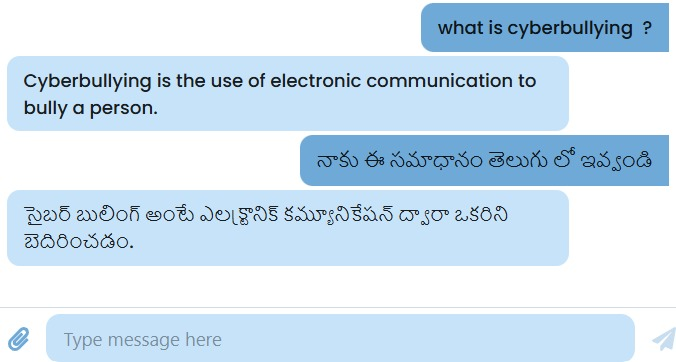 what is cyberbullying ?
Cyberbullying is the use of electronic communication to
bully a person.
నాకు ఈ సమాధానం తెలుగు లో ఇవ్వండి
సైబర్ బులింగ్ అంటే ఎలక్ట్రానిక్ కమ్యూనికేషన్ ద్వారా ఒకరిని
బెదిరించడం.
Type message here